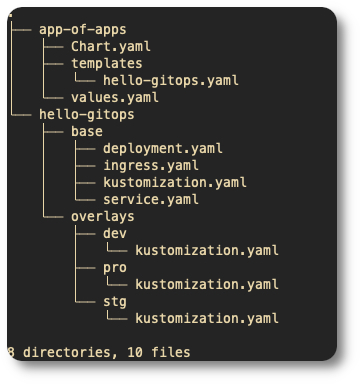 .
├── app-of-apps
│   ├── Chart.yaml
│   ├── templates
│   │   └── hello-gitops.yaml
│   └── values.yaml
└── hello-gitops
    ├── base
    │   ├── deployment.yaml
    │   ├── ingress.yaml
    │   ├── kustomization.yaml
    │   └── service.yaml
    └── overlays
        ├── dev
        │   └── kustomization.yaml
        ├── pro
        │   └── kustomization.yaml
        └── stg
            └── kustomization.yaml
8 directories, 10 files